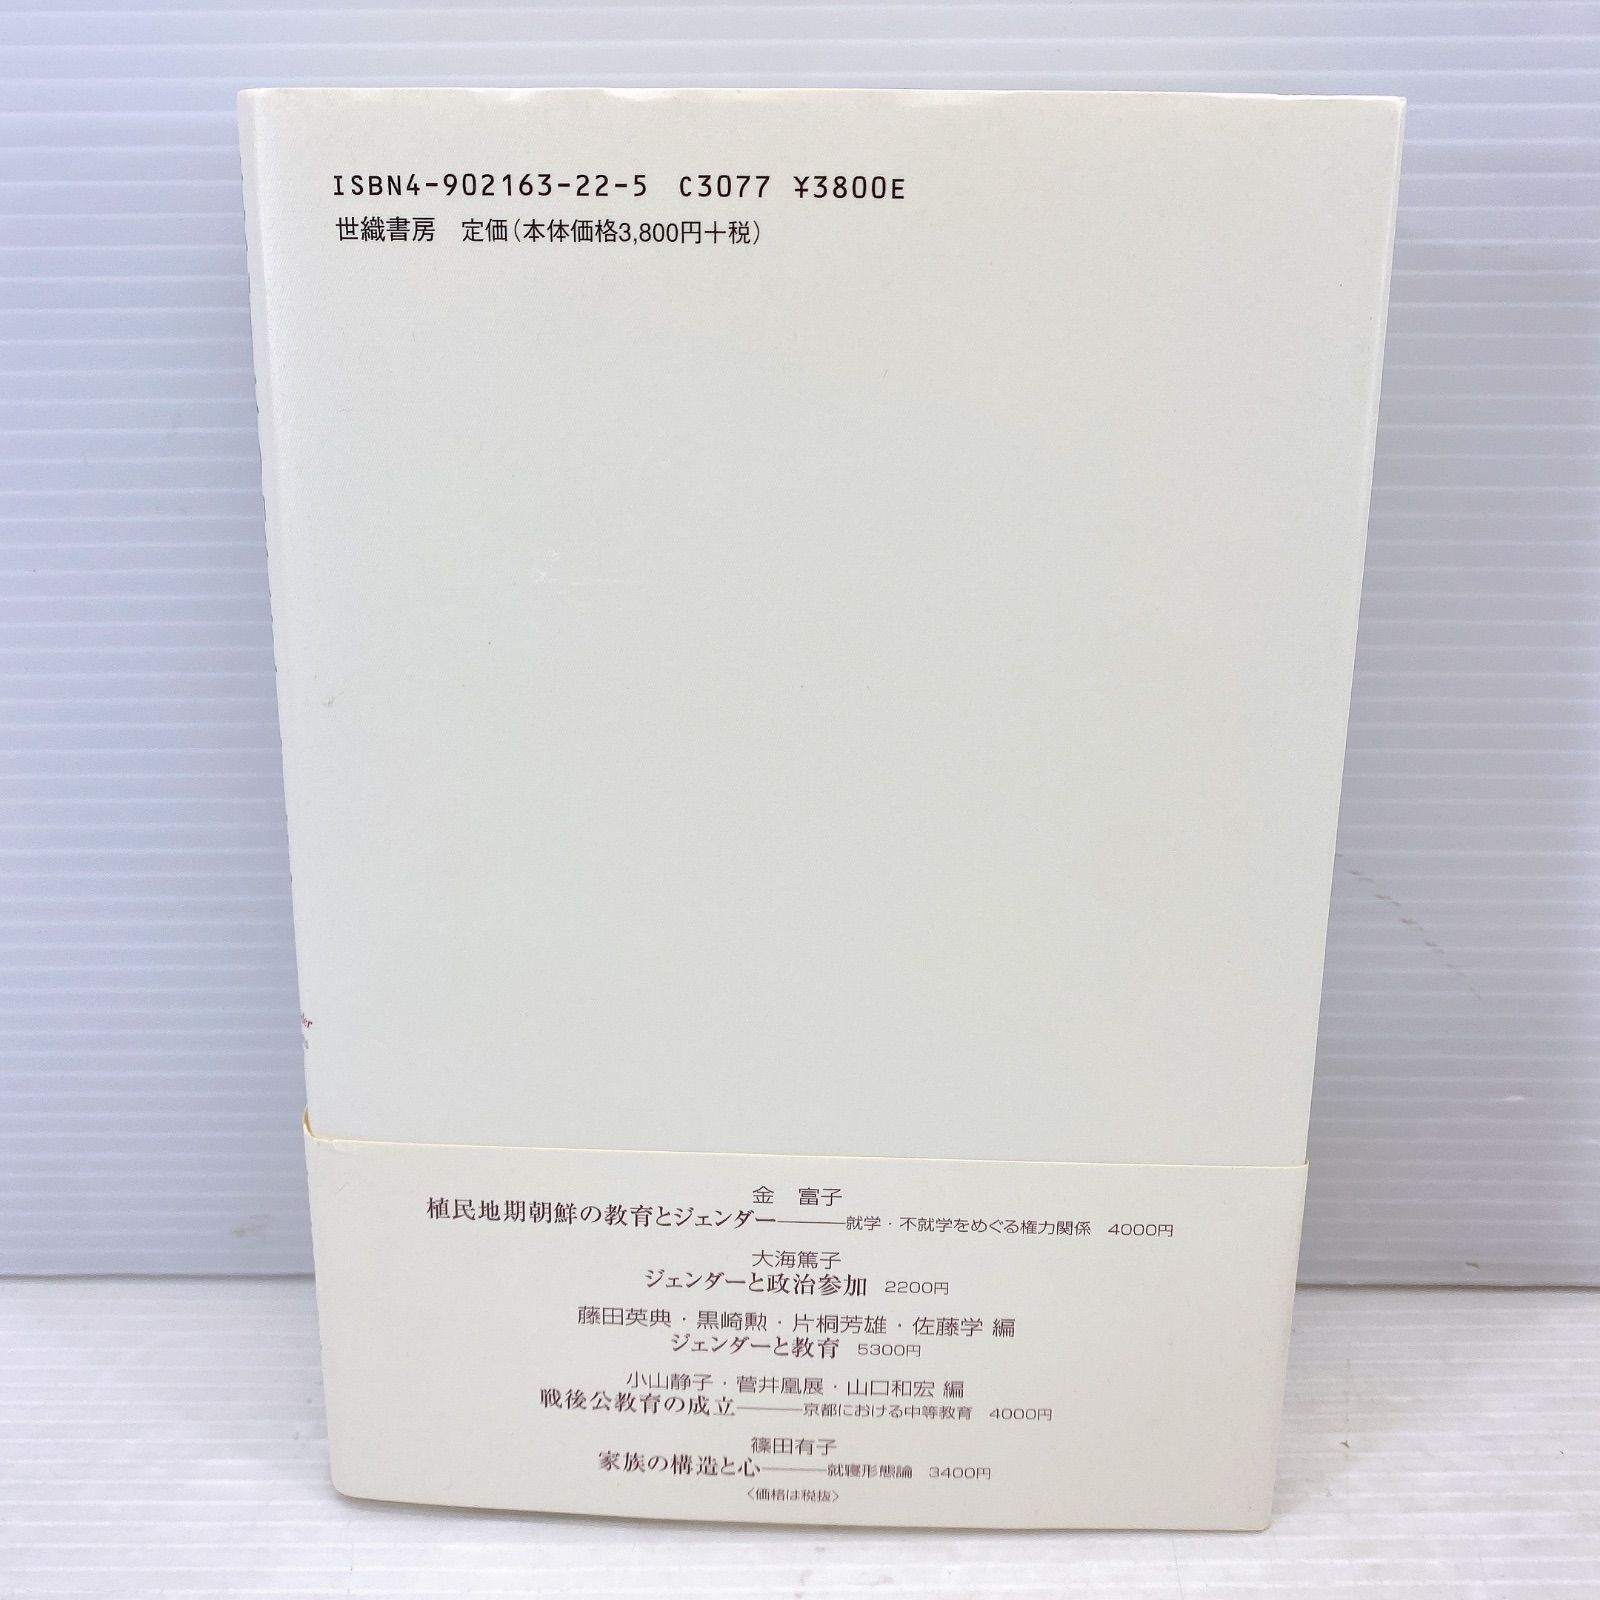 ISBN4-902163-22-5 C3077 ¥3800E
世織書房 定価(本体価格3,800円+税)
金 富子
植民地期朝鮮の教育とジェンダー―――就学・不就学をめぐる権力関係 4000円
大海篤子
ジェンダーと政治参加 2200円
藤田英典・黒崎勲・片桐芳雄・佐藤学 編
ジェンダーと教育 5300円
小山静子・菅井凰展・山口和宏 編
戦後公教育の成立―――京都における中等教育 4000円
篠田有子
家族の構造と心―――就寝形態論 3400円
〈価格は税抜〉